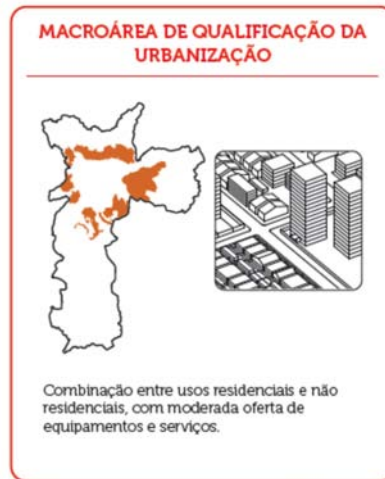 MACROÁREA DE QUALIFICAÇÃO DA
URBANIZAÇÃO
Combinação entre usos residenciais e não
residenciais, com moderada oferta de
equipamentos e serviços.